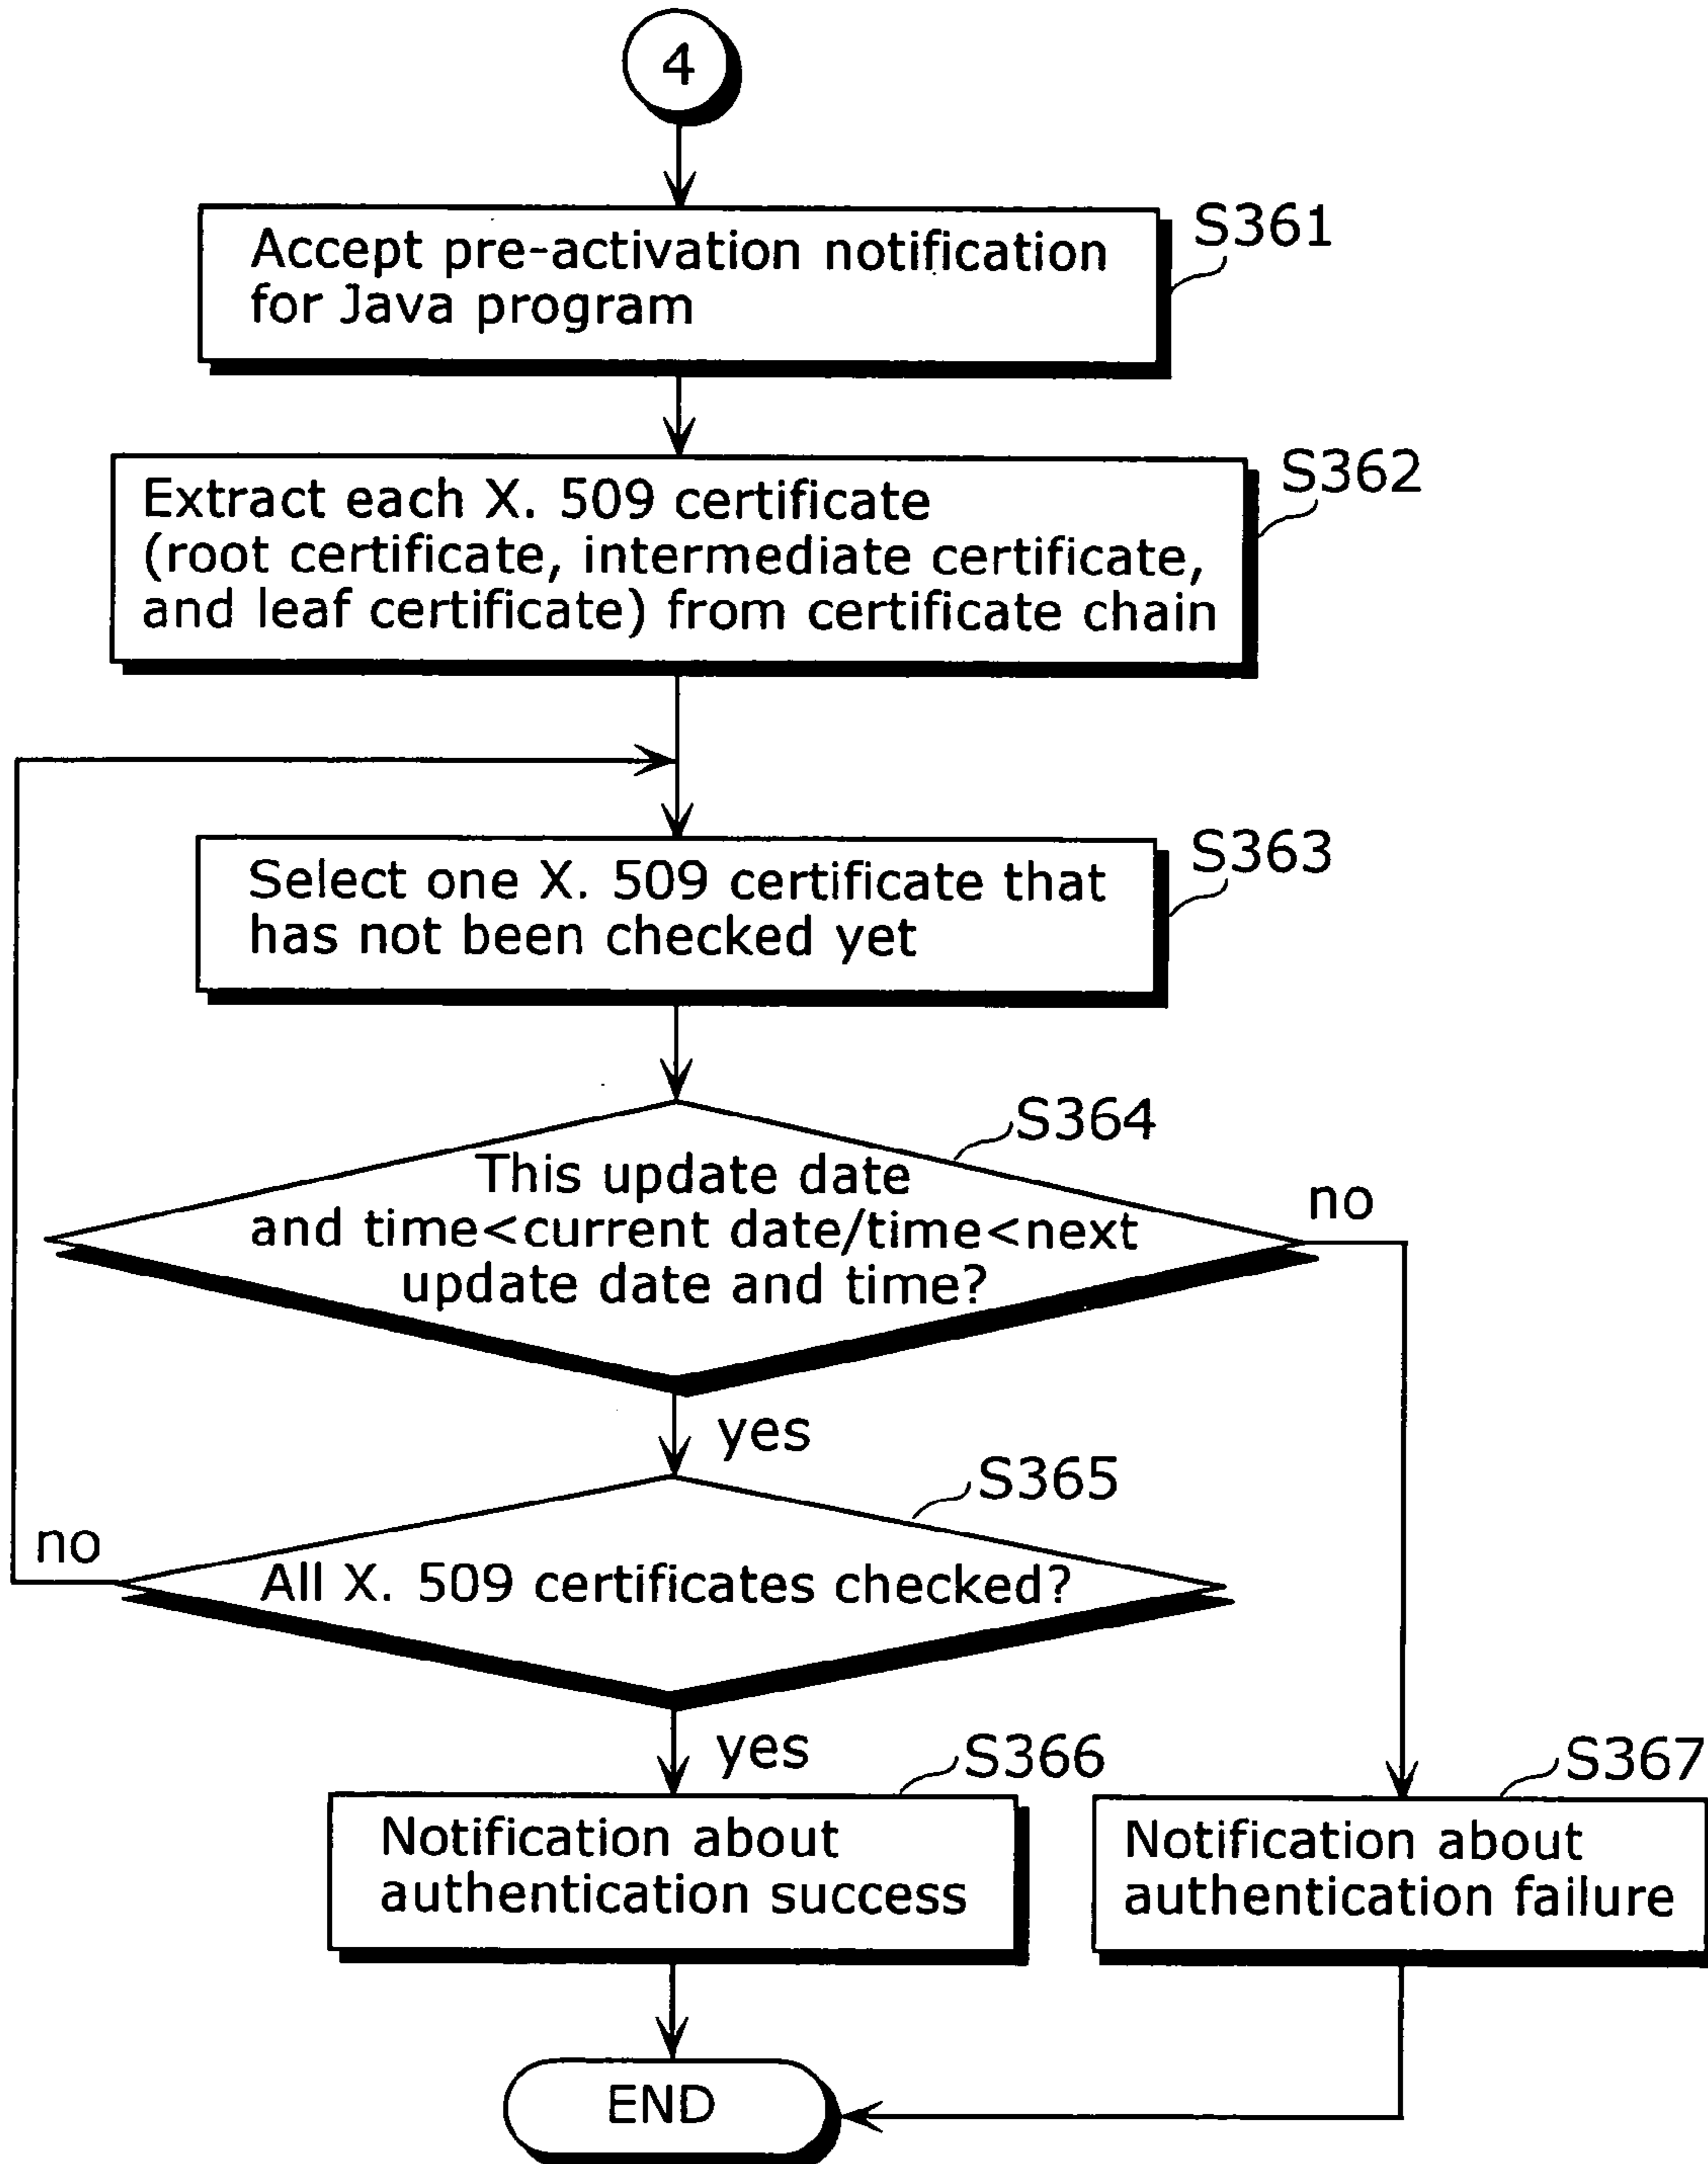 4
S361
Accept pre-activation notification
for Java program
S362
Extract each X. 509 certificate
(root certificate, intermediate certificate,
and leaf certificate) from certificate chain
S363
Select one X. 509 certificate that
has not been checked yet
S364
This update date
and time<current date/time<next
update date and time?
no
yes
S365
no
All X. 509 certificates checked?
yes
S366
S367
Notification about
authentication success
Notification about
authentication failure
END